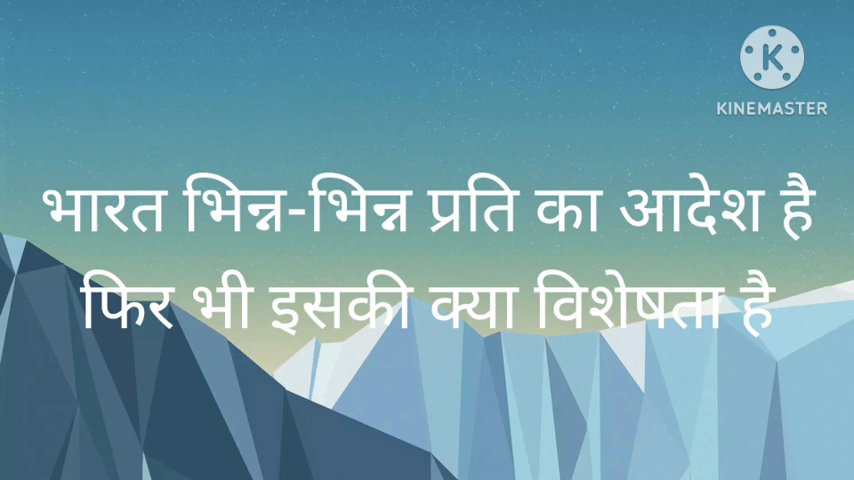 KINEMASTER
भारत भिन्न-भिन्न प्रति का आदेश है
फिर भी इसकी क्या विशेषता है